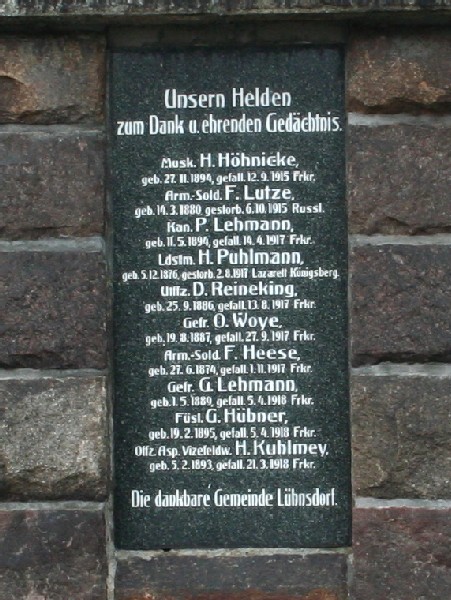 Unsern Helden
zum Dank u. ehrenden Gedächtnis.
Musk. H. Höhnicke,
geb. 27. 11. 1894, gefall. 12. 9. 1915 Frkr.
Arm.-Sold. F. Lutze,
geb. 14. 3. 1880, gestorb. 6. 10. 1915 Russl.
Kan. P. Lehmann,
geb. 11. 5. 1894, gefall. 14. 4. 1917 Frkr.
Ldstm. H. Puhlmann,
geb. 5. 12. 1876, gestorb. 2. 8. 1917 Lazarett Königsberg.
Uffz. D. Reineking,
geb. 25. 9. 1886, gefall. 13. 8. 1917 Frkr.
Gefr. O. Woye,
geb. 19. 8. 1887, gefall. 27. 9. 1917 Frkr.
Arm.-Sold. F. Heese,
geb. 27. 6. 1874, gefall. 1. 11. 1917 Frkr.
Gefr. G. Lehmann,
geb. 1. 5. 1889, gefall. 5. 4. 1918 Frkr.
Füsl. G. Hübner,
geb. 19. 2. 1895, gefall. 5. 4. 1918 Frkr.
Offz. Asp. Vizefeldw. H. Kuhlmey,
geb. 5. 2. 1893, gefall. 21. 3. 1918 Frkr.
Die dankbare Gemeinde Lühnsdorf.